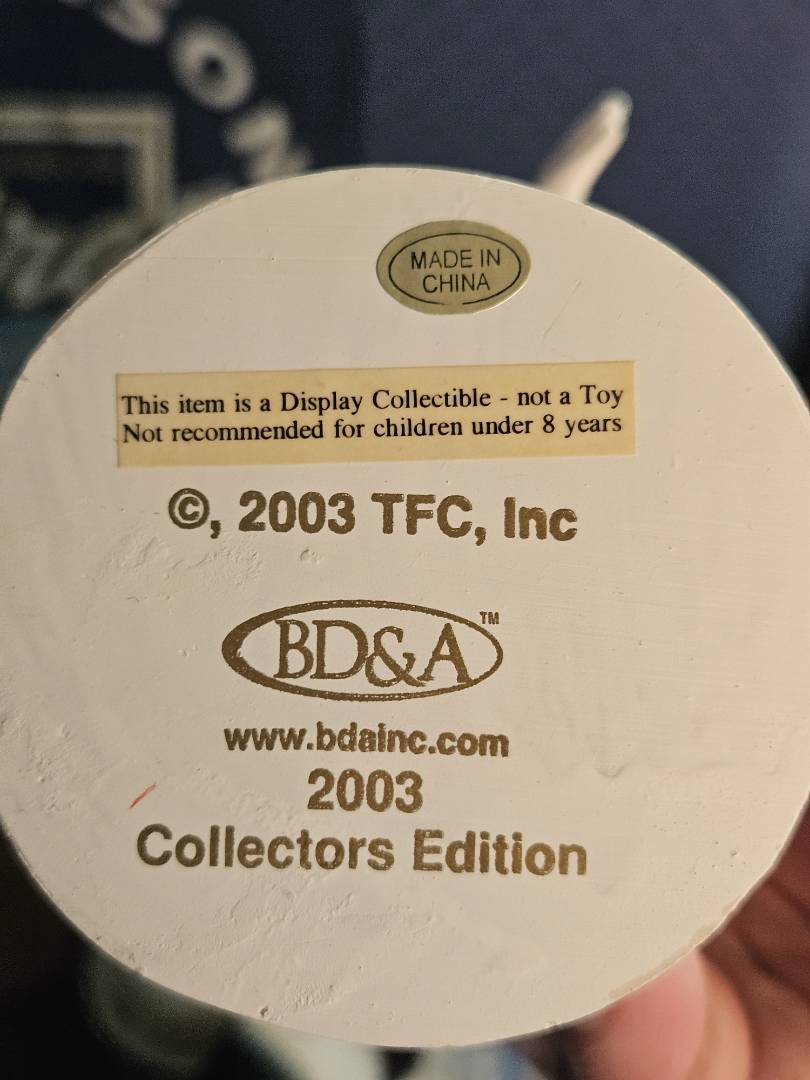 MADE IN
CHINA
This item is a Display Collectible - not a Toy
Not recommended for children under 8 years
©, 2003 TFC, Inc
BD&A™
www.bdainc.com
2003
Collectors Edition